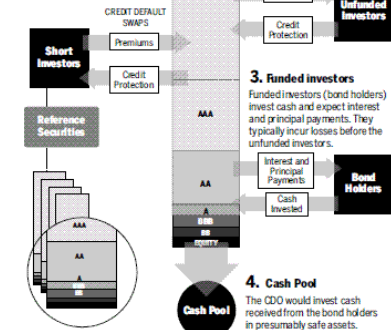 CREDIT DEFAULT
SWAPS
Premiums
Credit
Protection
Short
Investors
Reference
Securities
AAA
AA
A
BBB
BB
AAA
AA
A
BBB
BB
EQUITY
Unfunded
Investors
Credit
Protection
3. Funded investors
Funded investors (bond holders)
invest cash and expect interest
and principal payments. They
typically incur losses before the
unfunded investors.
Interest and
Principal
Payments
Cash
Invested
Bond
Holders
Cash Pool
4. Cash Pool
The CDO would invest cash
received from the bond holders
in presumably safe assets.